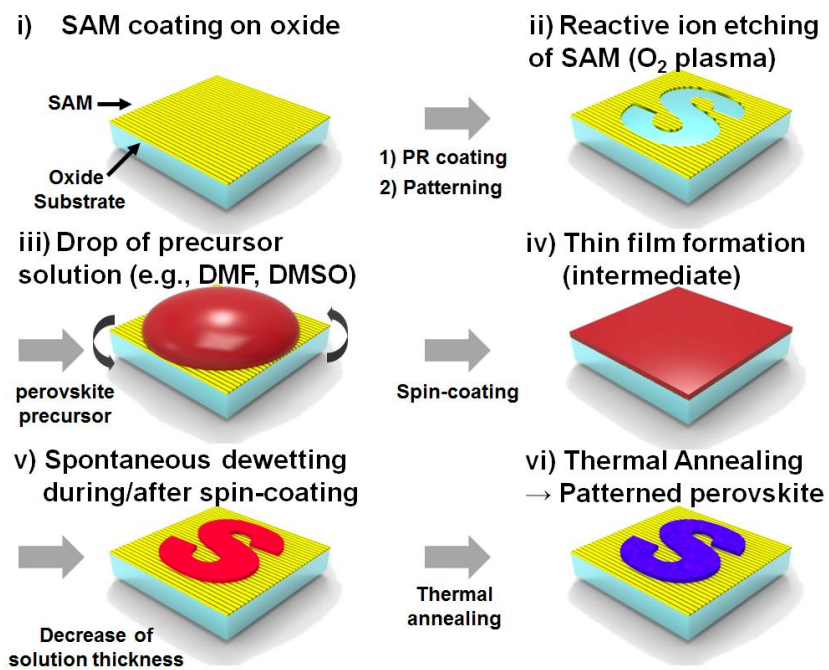 i) SAM coating on oxide
SAM
Oxide
Substrate
1) PR coating
2) Patterning
ii) Reactive ion etching
of SAM (O₂ plasma)
iii) Drop of precursor
solution (e.g., DMF, DMSO)
perovskite
precursor
Spin-coating
iv) Thin film formation
(intermediate)
v) Spontaneous dewetting
during/after spin-coating
Decrease of
solution thickness
Thermal
annealing
vi) Thermal Annealing
→ Patterned perovskite